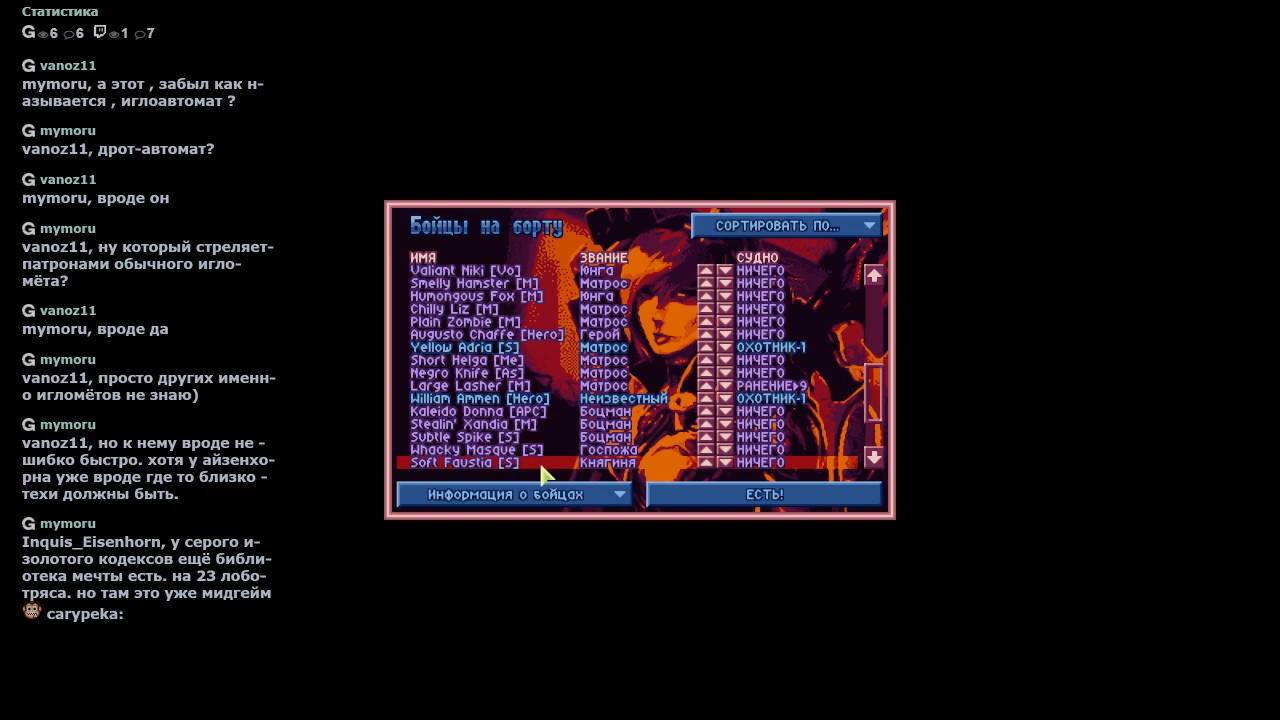 Статистика
6 6 1 7
vanoz11
mymoru, а этот , забыл как н-
азывается , иглоавтомат ?
mymoru
vanoz11, дрот-автомат?
vanoz11
mymoru, вроде он
mymoru
vanoz11, ну который стреляет-
патронами обычного игло-
мёта?
vanoz11
mymoru, вроде да
mymoru
vanoz11, просто других именн-
о игломётов не знаю)
mymoru
vanoz11, но к нему вроде не -
шибко быстро. хотя у айзенхо-
рна уже вроде где то близко -
техи должны быть.
mymoru
Inquis_Eisenhorn, у серого и-
золотого кодексов ещё библи-
отека мечты есть. на 23 лобо-
тряса. но там это уже мидгейм
carypeka:
Бойцы на борту
СОРТИРОВАТЬ ПО...
ИМЯ ЗВАНИЕ СУДНО
Valiant Niki [Vo] Юнга НИЧЕГО
Smelly Hamster [M] Матрос НИЧЕГО
Humongous Fox [M] Юнга НИЧЕГО
Chilly Liz [M] Матрос НИЧЕГО
Plain Zombie [M] Матрос НИЧЕГО
Augusto Chaffe [Hero] Герой НИЧЕГО
Yellow Adria [S] Матрос ОХОТНИК-1
Short Helga [Me] Матрос НИЧЕГО
Negro Knife [As] Матрос НИЧЕГО
Large Lasher [M] Матрос РАНЕНИЕ▸9
William Ammen [Hero] Неизвестный ОХОТНИК-1
Kaleido Donna [APC] Боцман НИЧЕГО
Stealin' Xandia [M] Боцман НИЧЕГО
Subtle Spike [S] Боцман НИЧЕГО
Whacky Masque [S] Госпожа НИЧЕГО
Soft Faustia [S] Княгиня НИЧЕГО
Информация о бойцах
ЕСТЬ!